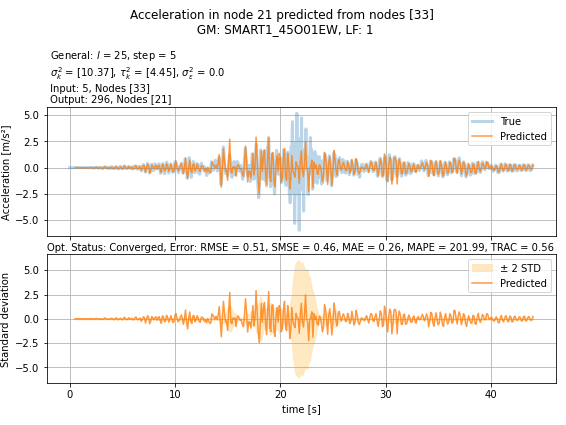 Acceleration in node 21 predicted from nodes [33]
GM: SMART1_45O01EW, LF: 1
General: l = 25, step = 5
σ²ₖ = [10.37], τ²ₖ = [4.45], σ²ε = 0.0
Input: 5, Nodes [33]
Output: 296, Nodes [21]
Acceleration [m/s²]
5.0
2.5
0.0
−2.5
−5.0
True
Predicted
Opt. Status: Converged, Error: RMSE = 0.51, SMSE = 0.46, MAE = 0.26, MAPE = 201.99, TRAC = 0.56
Standard deviation
5.0
2.5
0.0
−2.5
−5.0
± 2 STD
Predicted
0 10 20 30 40
time [s]